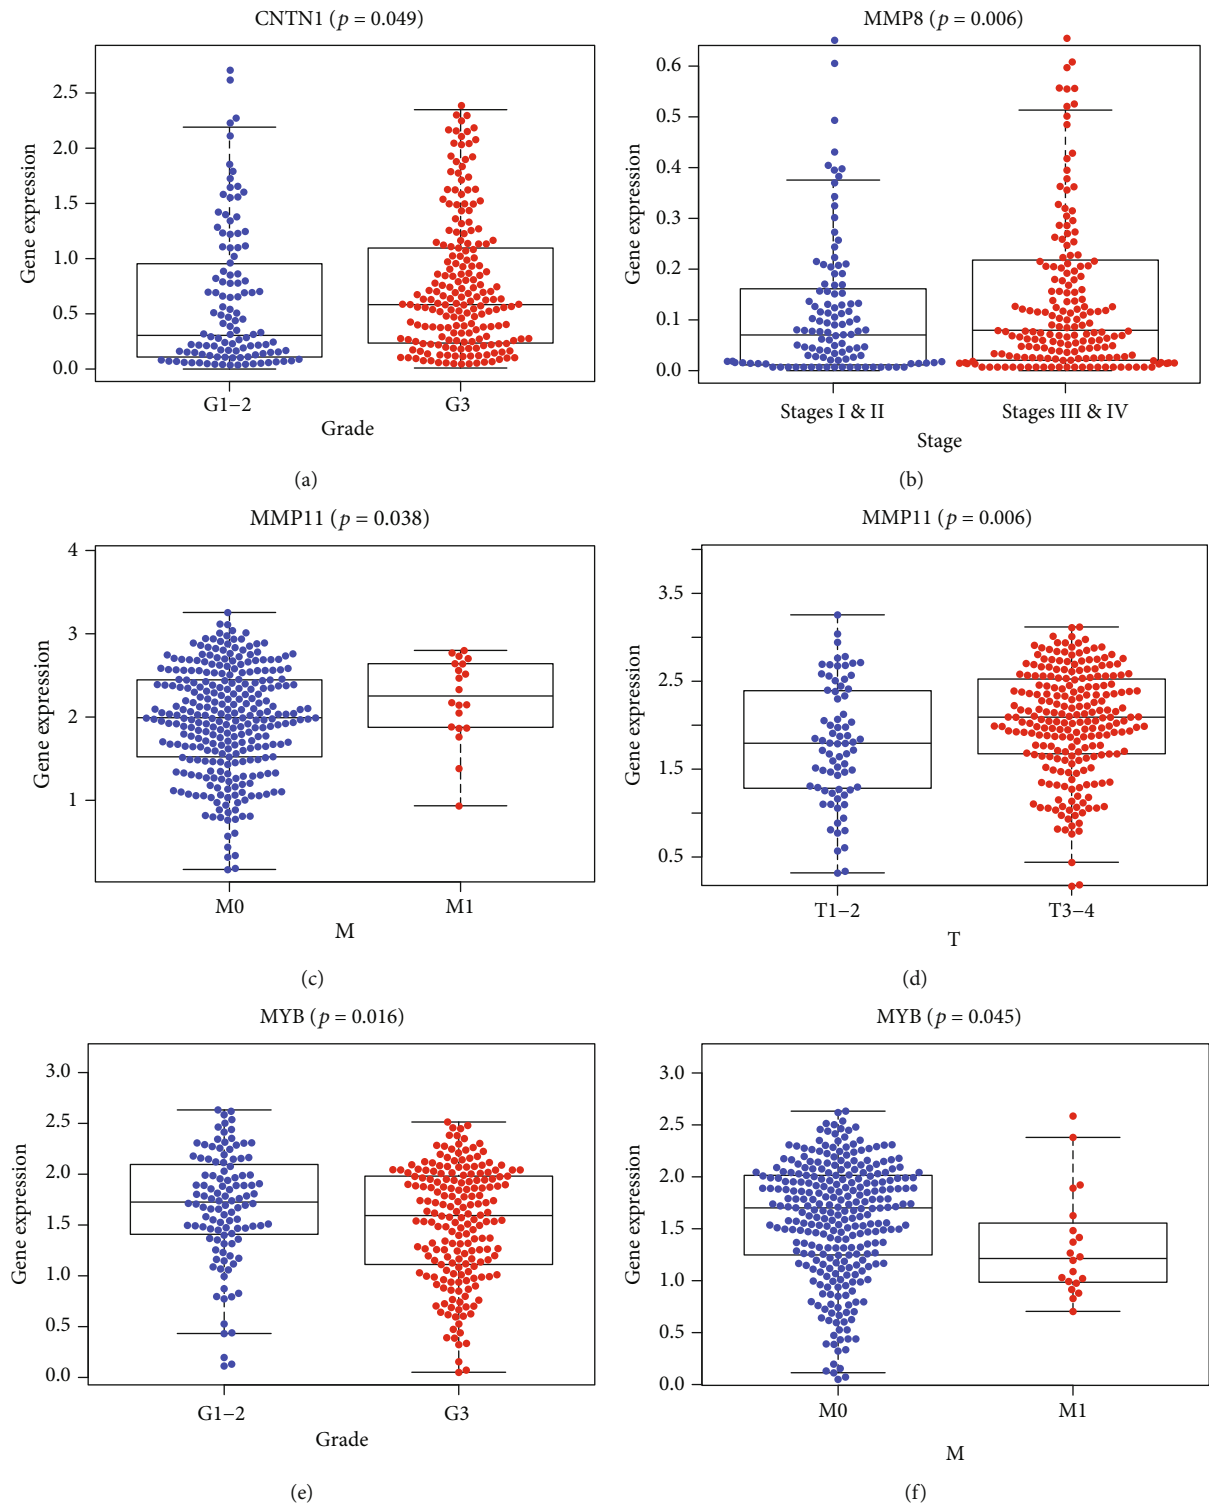 CNTN1 (p = 0.049)
Gene expression
2.5
2.0
1.5
1.0
0.5
0.0
G1−2
G3
Grade
(a)
MMP8 (p = 0.006)
Gene expression
0.6
0.5
0.4
0.3
0.2
0.1
0.0
Stages I & II
Stages III & IV
Stage
(b)
MMP11 (p = 0.038)
Gene expression
4
3
2
1
M0
M1
M
(c)
MMP11 (p = 0.006)
Gene expression
3.5
2.5
1.5
0.5
T1−2
T3−4
T
(d)
MYB (p = 0.016)
Gene expression
3.0
2.5
2.0
1.5
1.0
0.5
0.0
G1−2
G3
Grade
(e)
MYB (p = 0.045)
Gene expression
3.0
2.5
2.0
1.5
1.0
0.5
0.0
M0
M1
M
(f)